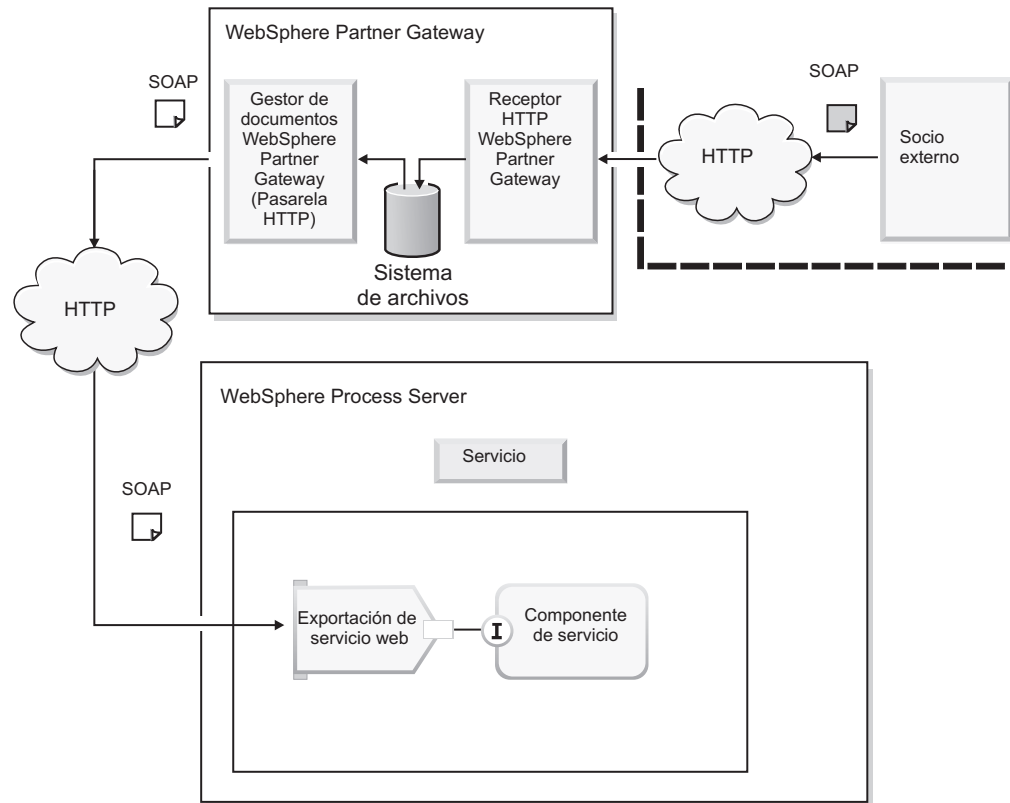 WebSphere Partner Gateway
SOAP
Gestor de
documentos
WebSphere
Partner
Gateway
(Pasarela
HTTP)
Sistema
de archivos
Receptor
HTTP
WebSphere
Partner
Gateway
HTTP
SOAP
Socio
externo
HTTP
SOAP
WebSphere Process Server
Servicio
Exportación de
servicio web
I
Componente
de servicio